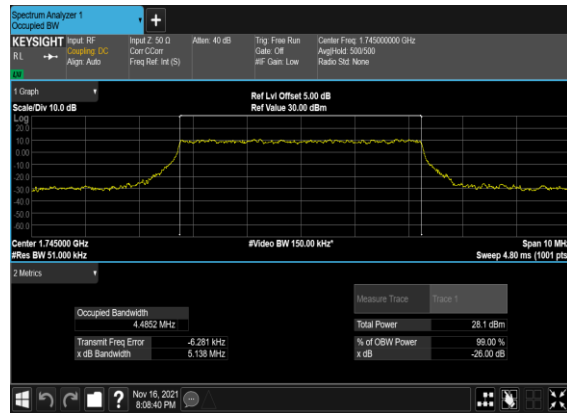 Spectrum Analyzer 1
Occupied BW
+
KEYSIGHT Input: RF Input Z: 50 Ω Atten: 40 dB Trig: Free Run Center Freq: 1.745000000 GHz
RL Coupling: DC Corr CCorr Gate: Off Avg|Hold: 500/500
Align: Auto Freq Ref: Int (S) #IF Gain: Low Radio Std: None
1 Graph
Ref Lvl Offset 5.00 dB
Scale/Div 10.0 dB Ref Value 30.00 dBm
Log
20.0
10.0
0.00
-10.0
-20.0
-30.0
-40.0
-50.0
-60.0
Center 1.745000 GHz #Video BW 150.00 kHz* Span 10 MHz
#Res BW 51.000 kHz Sweep 4.80 ms (1001 pts)
2 Metrics
Measure Trace Trace 1
Occupied Bandwidth
4.4852 MHz Total Power 28.1 dBm
Transmit Freq Error -6.281 kHz % of OBW Power 99.00 %
x dB Bandwidth 5.138 MHz x dB -26.00 dB
? Nov 16, 2021
8:08:40 PM